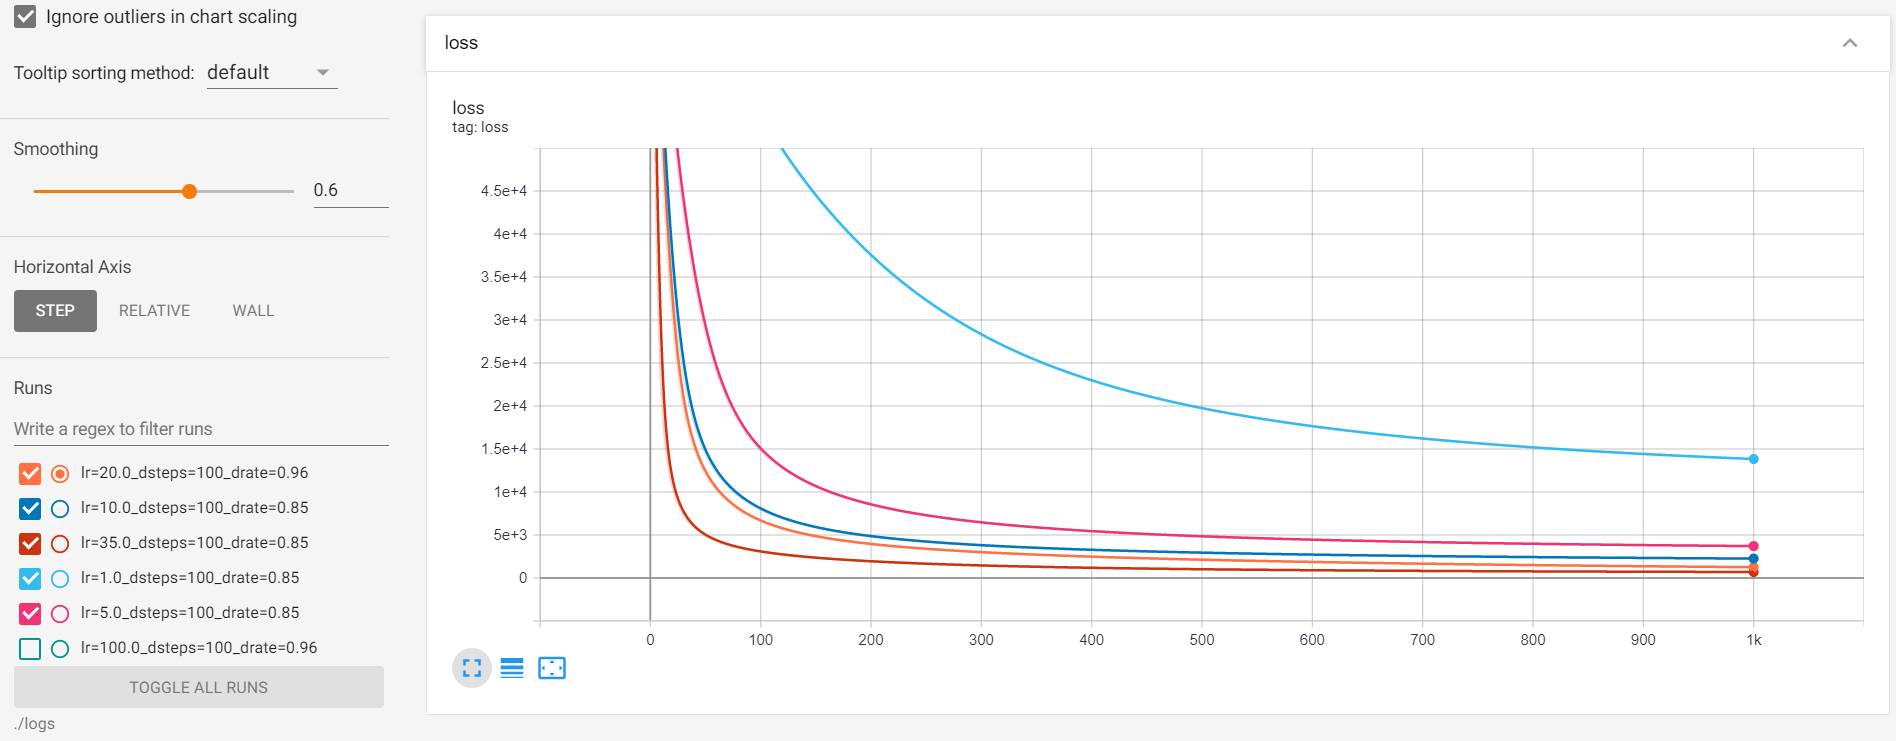 Ignore outliers in chart scaling
Tooltip sorting method: default
Smoothing
0.6
Horizontal Axis
STEP RELATIVE WALL
Runs
Write a regex to filter runs
lr=20.0_dsteps=100_drate=0.96
lr=10.0_dsteps=100_drate=0.85
lr=35.0_dsteps=100_drate=0.85
lr=1.0_dsteps=100_drate=0.85
lr=5.0_dsteps=100_drate=0.85
lr=100.0_dsteps=100_drate=0.96
TOGGLE ALL RUNS
./logs
loss
loss
tag: loss
4.5e+4
4e+4
3.5e+4
3e+4
2.5e+4
2e+4
1.5e+4
1e+4
5e+3
0
0 100 200 300 400 500 600 700 800 900 1k